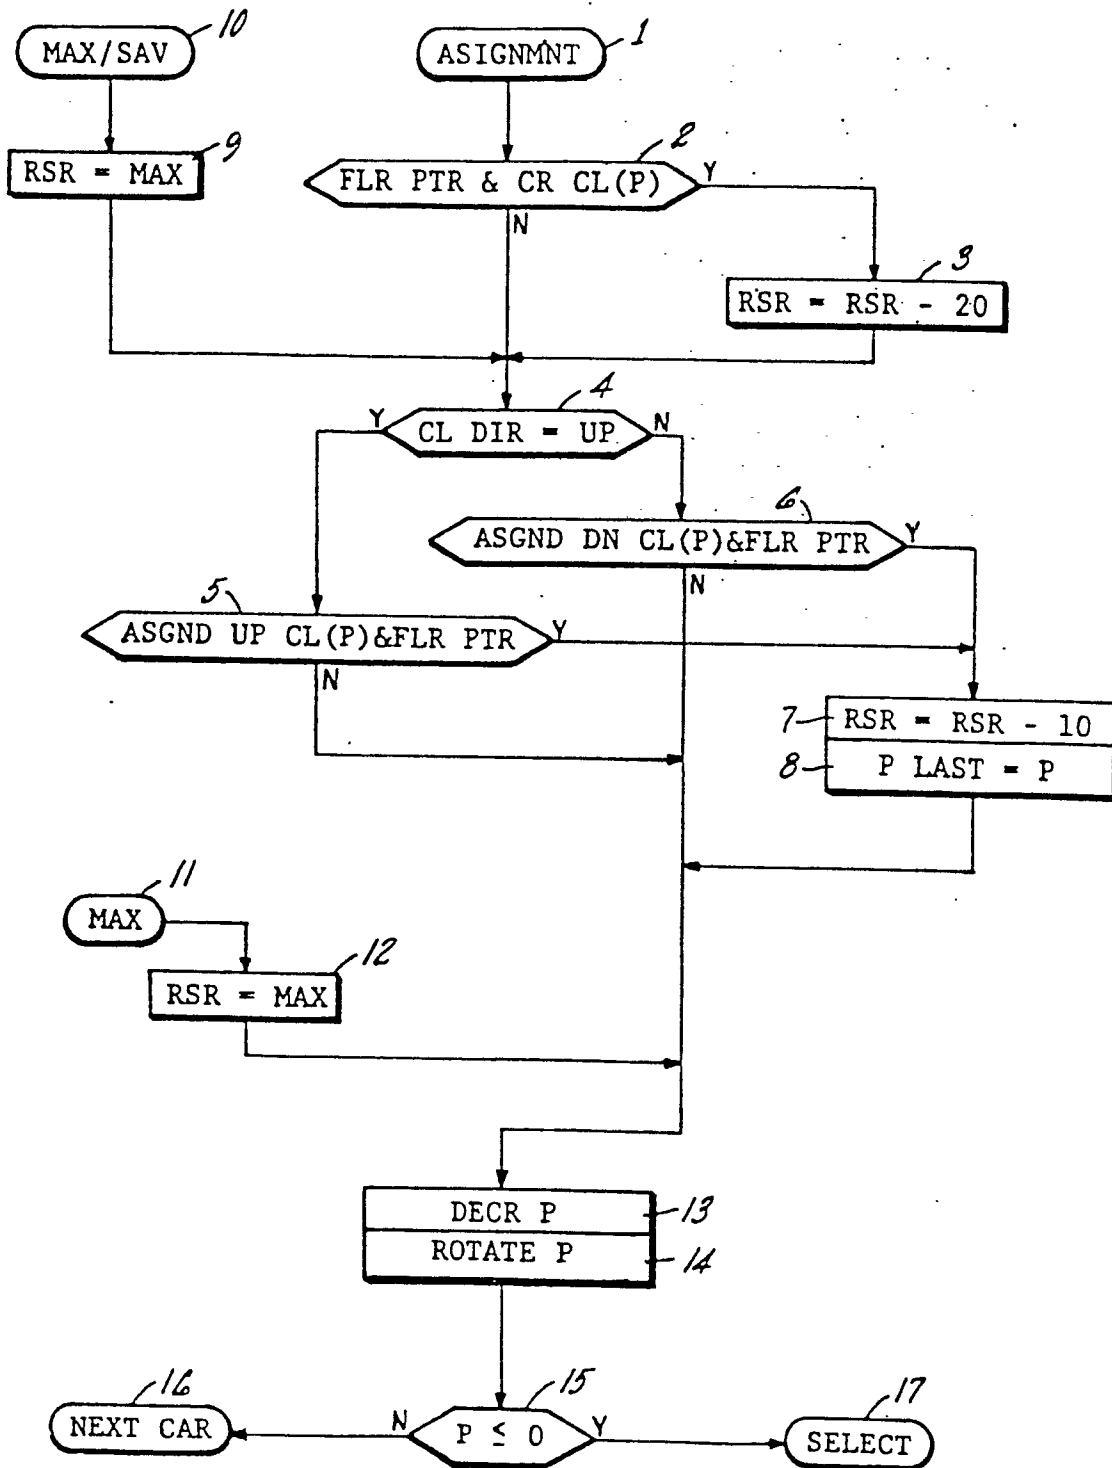 10
MAX/SAV
1
ASIGNMNT
9
RSR = MAX
2
FLR PTR & CR CL(P)
Y
N
3
RSR = RSR - 20
4
Y
CL DIR = UP
N
6
ASGND DN CL(P)&FLR PTR
Y
N
5
ASGND UP CL(P)&FLR PTR
Y
N
7
RSR = RSR - 10
8
P LAST = P
11
MAX
12
RSR = MAX
DECR P
13
ROTATE P
14
16
NEXT CAR
15
N
P ≤ 0
Y
17
SELECT